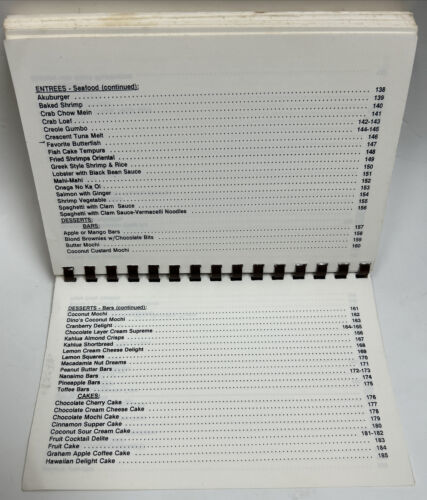 ENTREES - Seafood (continued):
Akuburger ........ 138
Baked Shrimp ........ 139
Crab Chow Mein ........ 140
Crab Loaf ........ 141
Creole Gumbo ........ 142-143
Crescent Tuna Melt ........ 144-145
Favorite Butterfish ........ 146
Fish Cake Tempura ........ 147
Fried Shrimps Oriental ........ 148
Greek Style Shrimp & Rice ........ 149
Lobster with Black Bean Sauce ........ 150
Mahi-Mahi ........ 151
Onaga No Ka Oi ........ 152
Salmon with Ginger ........ 153
Shrimp Vegetable ........ 154
Spaghetti with Clam Sauce ........ 155
Spaghetti with Clam Sauce-Vermacelli Noodles ........ 156
DESSERTS:
BARS:
Apple or Mango Bars ........ 157
Blond Brownies w/Chocolate Bits ........ 158
Butter Mochi ........ 159
Coconut Custard Mochi ........ 160
DESSERTS - Bars (continued):
Coconut Mochi ........ 161
Dino's Coconut Mochi ........ 162
Cranberry Delight ........ 163
Chocolate Layer Cream Supreme ........ 164-165
Kahlua Almond Crisps ........ 166
Kahlua Shortbread ........ 167
Lemon Cream Cheese Delight ........ 168
Lemon Squares ........ 169
Macadamia Nut Dreams ........ 170
Peanut Butter Bars ........ 171
Nanaimo Bars ........ 172-173
Pineapple Bars ........ 174
Toffee Bars ........ 175
CAKES:
Chocolate Cherry Cake ........ 176
Chocolate Cream Cheese Cake ........ 177
Chocolate Mochi Cake ........ 178
Cinnamon Supper Cake ........ 179
Coconut Sour Cream Cake ........ 180
Fruit Cocktail Delite ........ 181-182
Fruit Cake ........ 183
Graham Apple Coffee Cake ........ 184
Hawaiian Delight Cake ........ 185